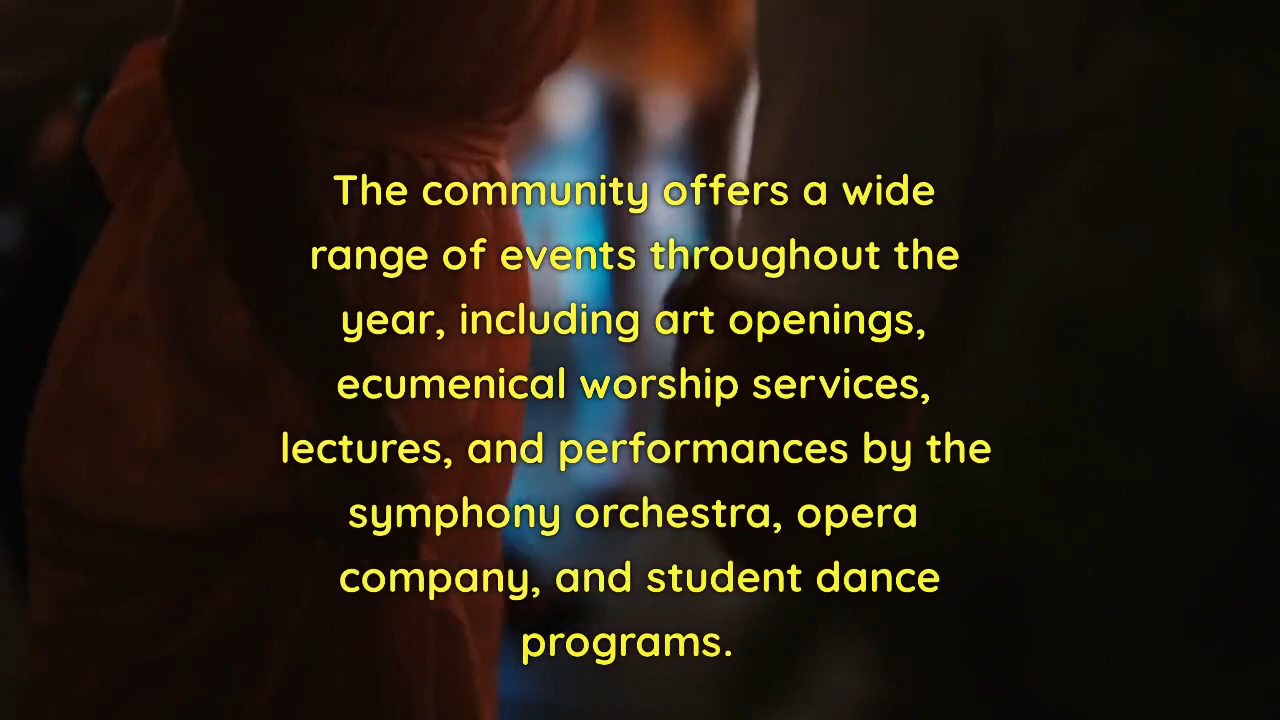 The community offers a wide
range of events throughout the
year, including art openings,
ecumenical worship services,
lectures, and performances by the
symphony orchestra, opera
company, and student dance
programs.